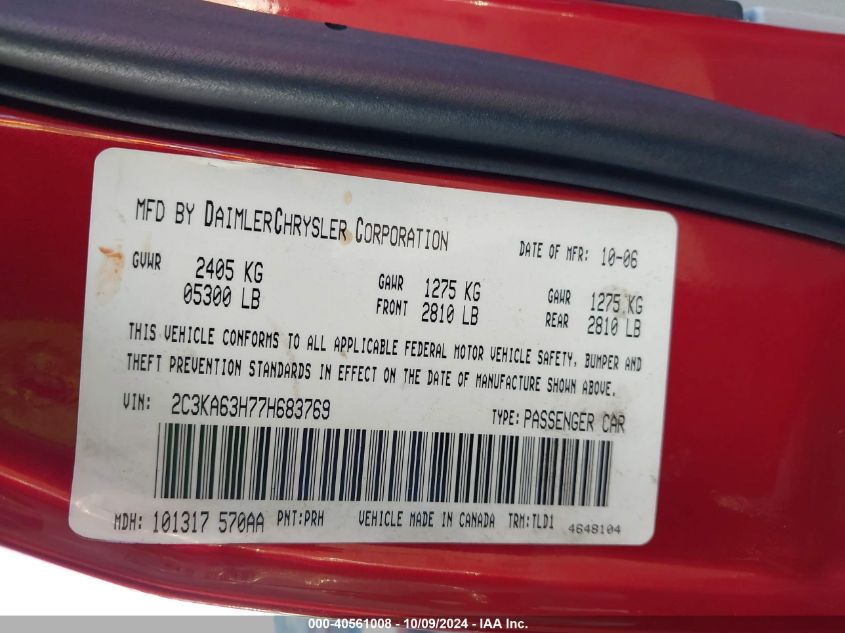 MFD BY DAIMLERCHRYSLER CORPORATION DATE OF MFR: 10-06
GVWR 2405 KG GAWR 1275 KG GAWR 1275 KG
05300 LB FRONT 2810 LB REAR 2810 LB
THIS VEHICLE CONFORMS TO ALL APPLICABLE FEDERAL MOTOR VEHICLE SAFETY, BUMPER AND
THEFT PREVENTION STANDARDS IN EFFECT ON THE DATE OF MANUFACTURE SHOWN ABOVE.
VIN: 2C3KA63H77H683769 TYPE: PASSENGER CAR
MDH: 101317 570AA PNT:PRH VEHICLE MADE IN CANADA TRM:TLD1 4648104
000-40561008 - 10/09/2024 - IAA Inc.